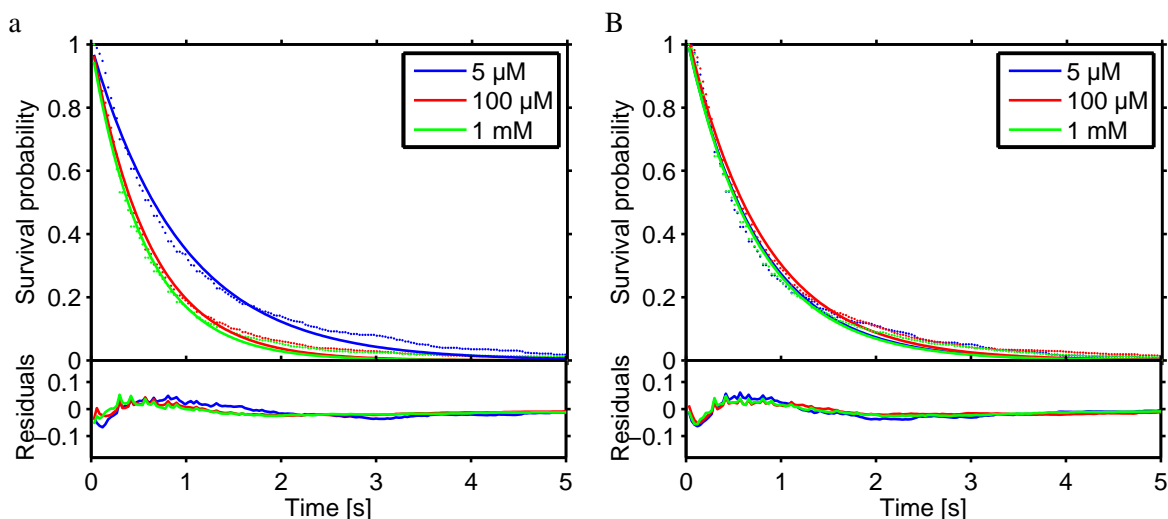 a
Survival probability
1
0.8
0.6
0.4
0.2
0
5 µM
100 µM
1 mM
Residuals
0.1
0
−0.1
0 1 2 3 4 5
Time [s]
B
Survival probability
1
0.8
0.6
0.4
0.2
0
5 µM
100 µM
1 mM
Residuals
0.1
0
−0.1
0 1 2 3 4 5
Time [s]